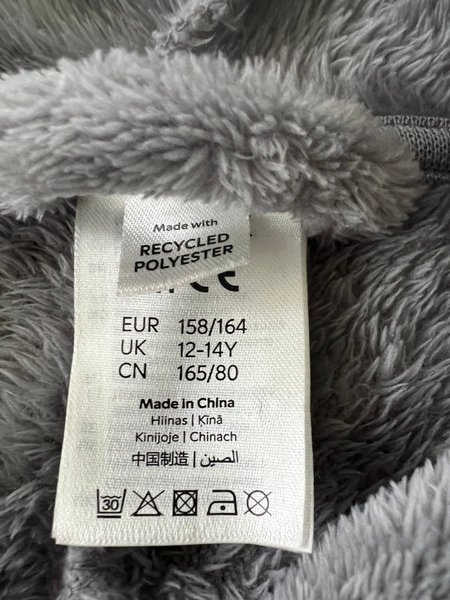 Made with
RECYCLED
POLYESTER
EUR 158/164
UK 12-14Y
CN 165/80
Made in China
Hiinas | Ķīnā
Kinijoje | Chinach
中国制造 | الصين
30